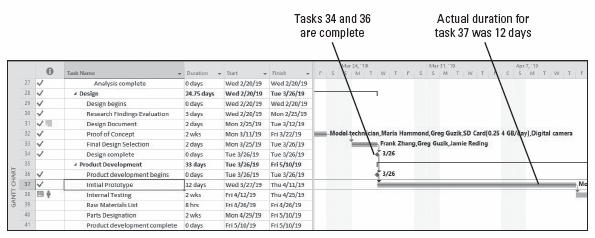 Tasks 34 and 36
are complete
Actual duration for
task 37 was 12 days
Task Name Duration Start Finish
Mar 24, '19 Mar 31, '19 Apr 7, '19
F S S M T W T F S S M T W T F S S M T W T F
27 Analysis complete 0 days Wed 2/20/19 Wed 2/20/19
28 Design 24.75 days Wed 2/20/19 Tue 3/26/19
29 Design begins 0 days Wed 2/20/19 Wed 2/20/19
30 Research Findings Evaluation 3 days Wed 2/20/19 Mon 2/25/19
31 Design Document 2 days Mon 2/25/19 Tue 3/12/19
32 Proof of Concept 2 wks Mon 3/11/19 Fri 3/22/19 Model technician,Maria Hammond,Greg Guzik,SD Card[0.25 4 GB/day],Digital camera
33 Final Design Selection 2 days Mon 3/25/19 Tue 3/26/19 Frank Zhang,Greg Guzik,Jamie Reding
34 Design complete 0 days Tue 3/26/19 Tue 3/26/19 3/26
35 Product Development 33 days Tue 3/26/19 Fri 5/10/19
36 Product development begins 0 days Tue 3/26/19 Tue 3/26/19 3/26
37 Initial Prototype 12 days Wed 3/27/19 Thu 4/11/19 Mo
38 Internal Testing 2 wks Fri 4/12/19 Thu 4/25/19
39 Raw Materials List 8 hrs Fri 4/26/19 Fri 4/26/19
40 Parts Designation 2 wks Mon 4/29/19 Fri 5/10/19
41 Product development complete 0 days Fri 5/10/19 Fri 5/10/19
GANTT CHART